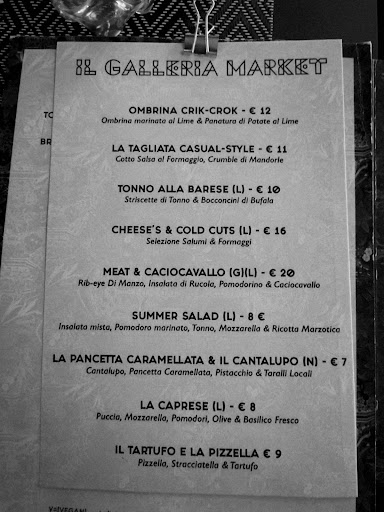 IL GALLERIA MARKET
OMBRINA CRIK-CROK - € 12
Ombrina marinata al Lime & Panatura di Patate al Lime
LA TAGLIATA CASUAL-STYLE - € 11
Cotto Salsa al Formaggio, Crumble di Mandorle
TONNO ALLA BARESE (L) - € 10
Striscette di Tonno & Bocconcini di Bufala
CHEESE'S & COLD CUTS (L) - € 16
Selezione Salumi & Formaggi
MEAT & CACIOCAVALLO (G)(L) - € 20
Rib-eye Di Manzo, Insalata di Rucola, Pomodorino & Caciocavallo
SUMMER SALAD (L) - 8 €
Insalata mista, Pomodoro marinato, Tonno, Mozzarella & Ricotta Marzotica
LA PANCETTA CARAMELLATA & IL CANTALUPO (N) - € 7
Cantalupo, Pancetta Caramellata, Pistacchio & Taralli Locali
LA CAPRESE (L) - € 8
Puccia, Mozzarella, Pomodori, Olive & Basilico Fresco
IL TARTUFO E LA PIZZELLA € 9
Pizzella, Stracciatella & Tartufo